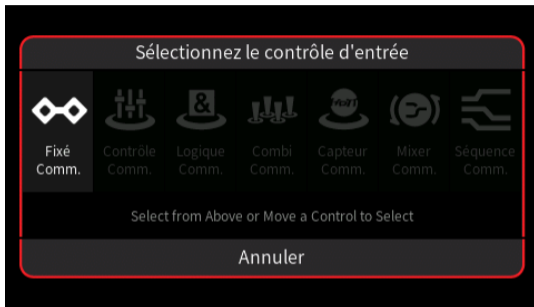 Sélectionnez le contrôle d'entrée
&
Fixé Contrôle Logique Combi Capteur Mixer Séquence
Comm. Comm. Comm. Comm. Comm. Comm. Comm.
Select from Above or Move a Control to Select
Annuler